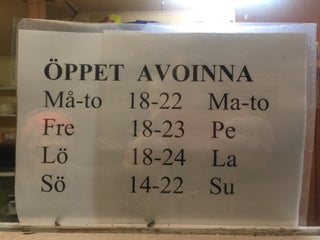 ÖPPET AVOINNA
Må-to 18-22 Ma-to
Fre 18-23 Pe
Lö 18-24 La
Sö 14-22 Su